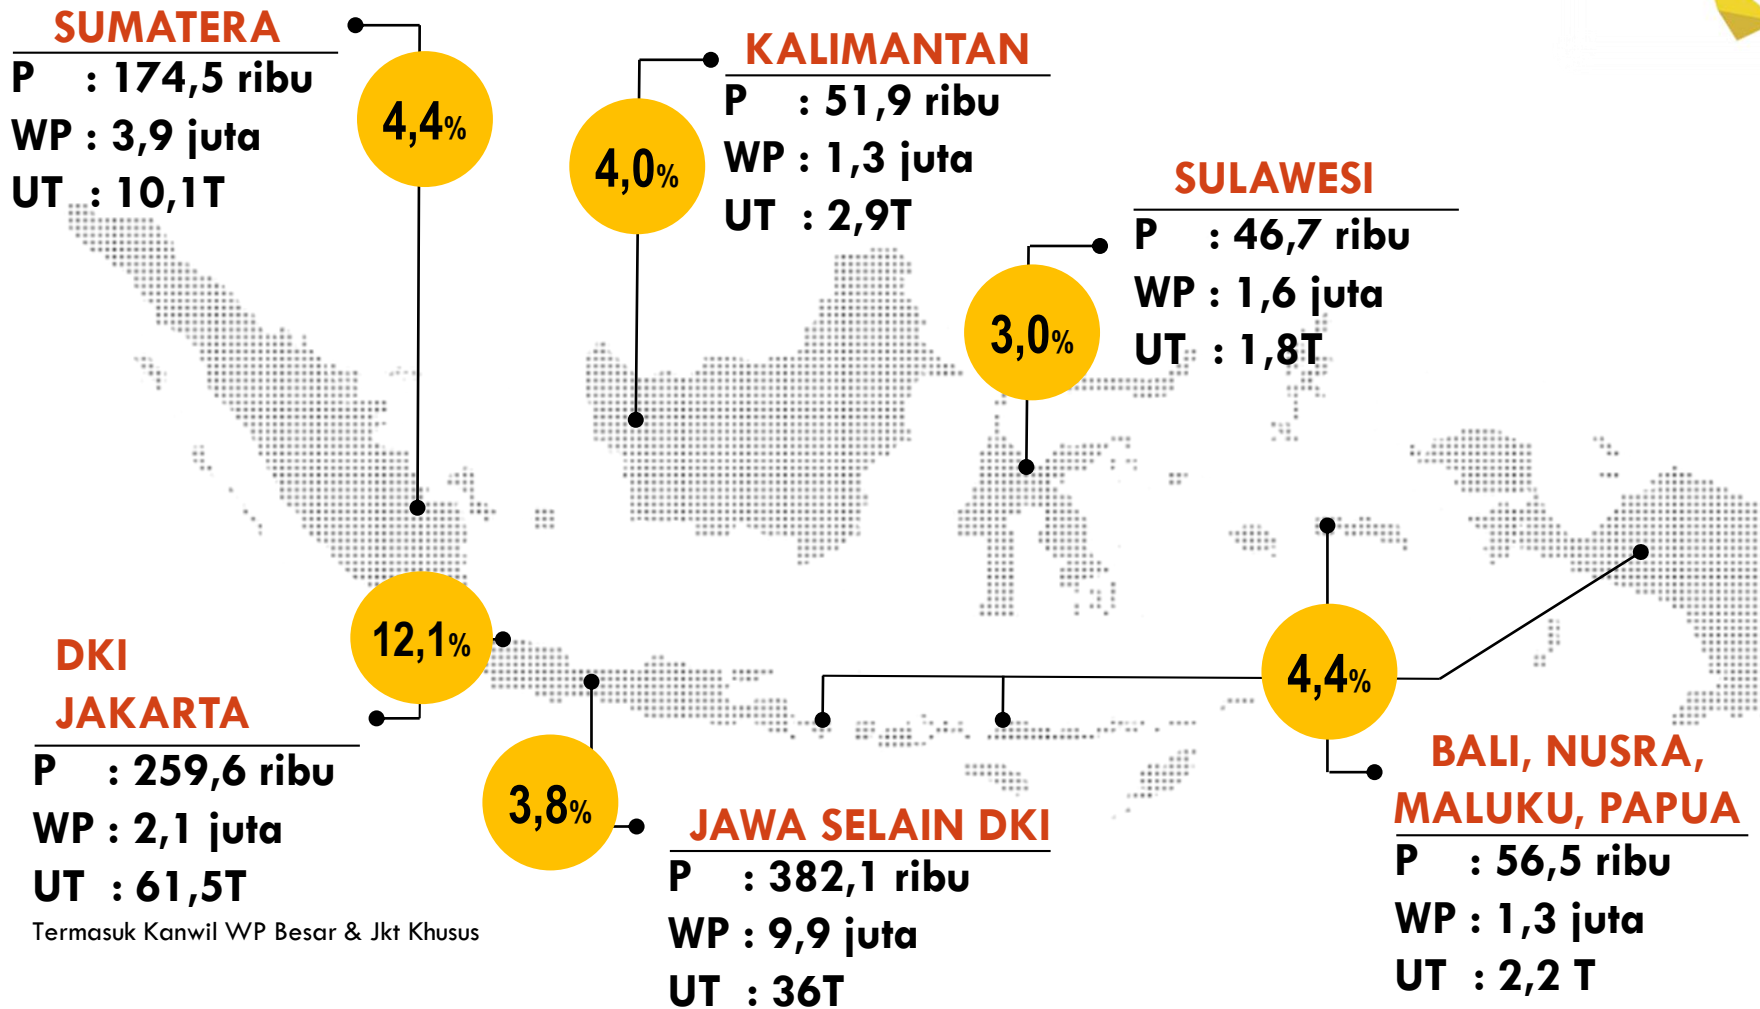 SUMATERA
P : 174,5 ribu
WP : 3,9 juta
UT : 10,1T
4,4%
KALIMANTAN
P : 51,9 ribu
WP : 1,3 juta
UT : 2,9T
4,0%
SULAWESI
P : 46,7 ribu
WP : 1,6 juta
UT : 1,8T
3,0%
DKI
JAKARTA
P : 259,6 ribu
WP : 2,1 juta
UT : 61,5T
Termasuk Kanwil WP Besar & Jkt Khusus
12,1%
3,8%
JAWA SELAIN DKI
P : 382,1 ribu
WP : 9,9 juta
UT : 36T
4,4%
BALI, NUSRA,
MALUKU, PAPUA
P : 56,5 ribu
WP : 1,3 juta
UT : 2,2 T